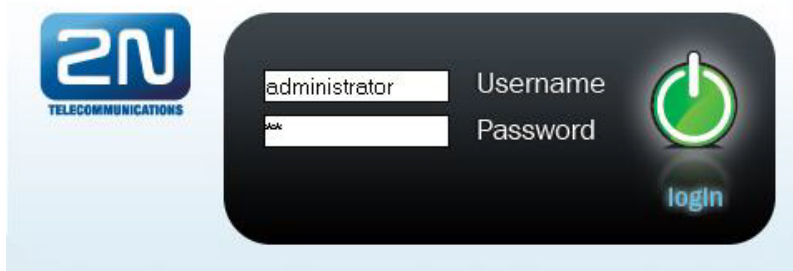 2N
TELECOMMUNICATIONS
administrator Username
** Password
login